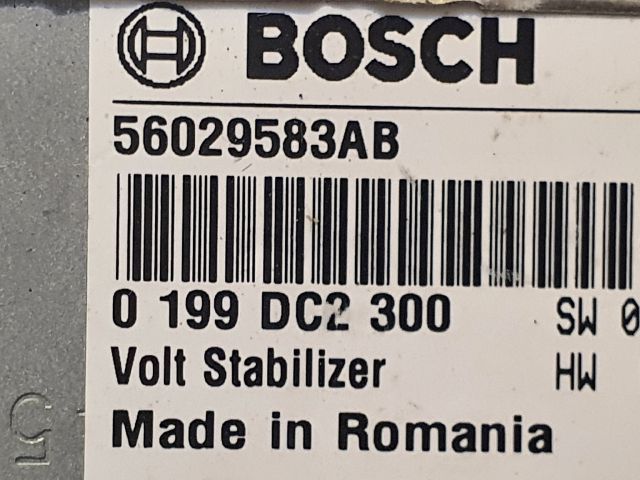 BOSCH
56029583AB
0 199 DC2 300 SW 0
Volt Stabilizer HW
Made in Romania